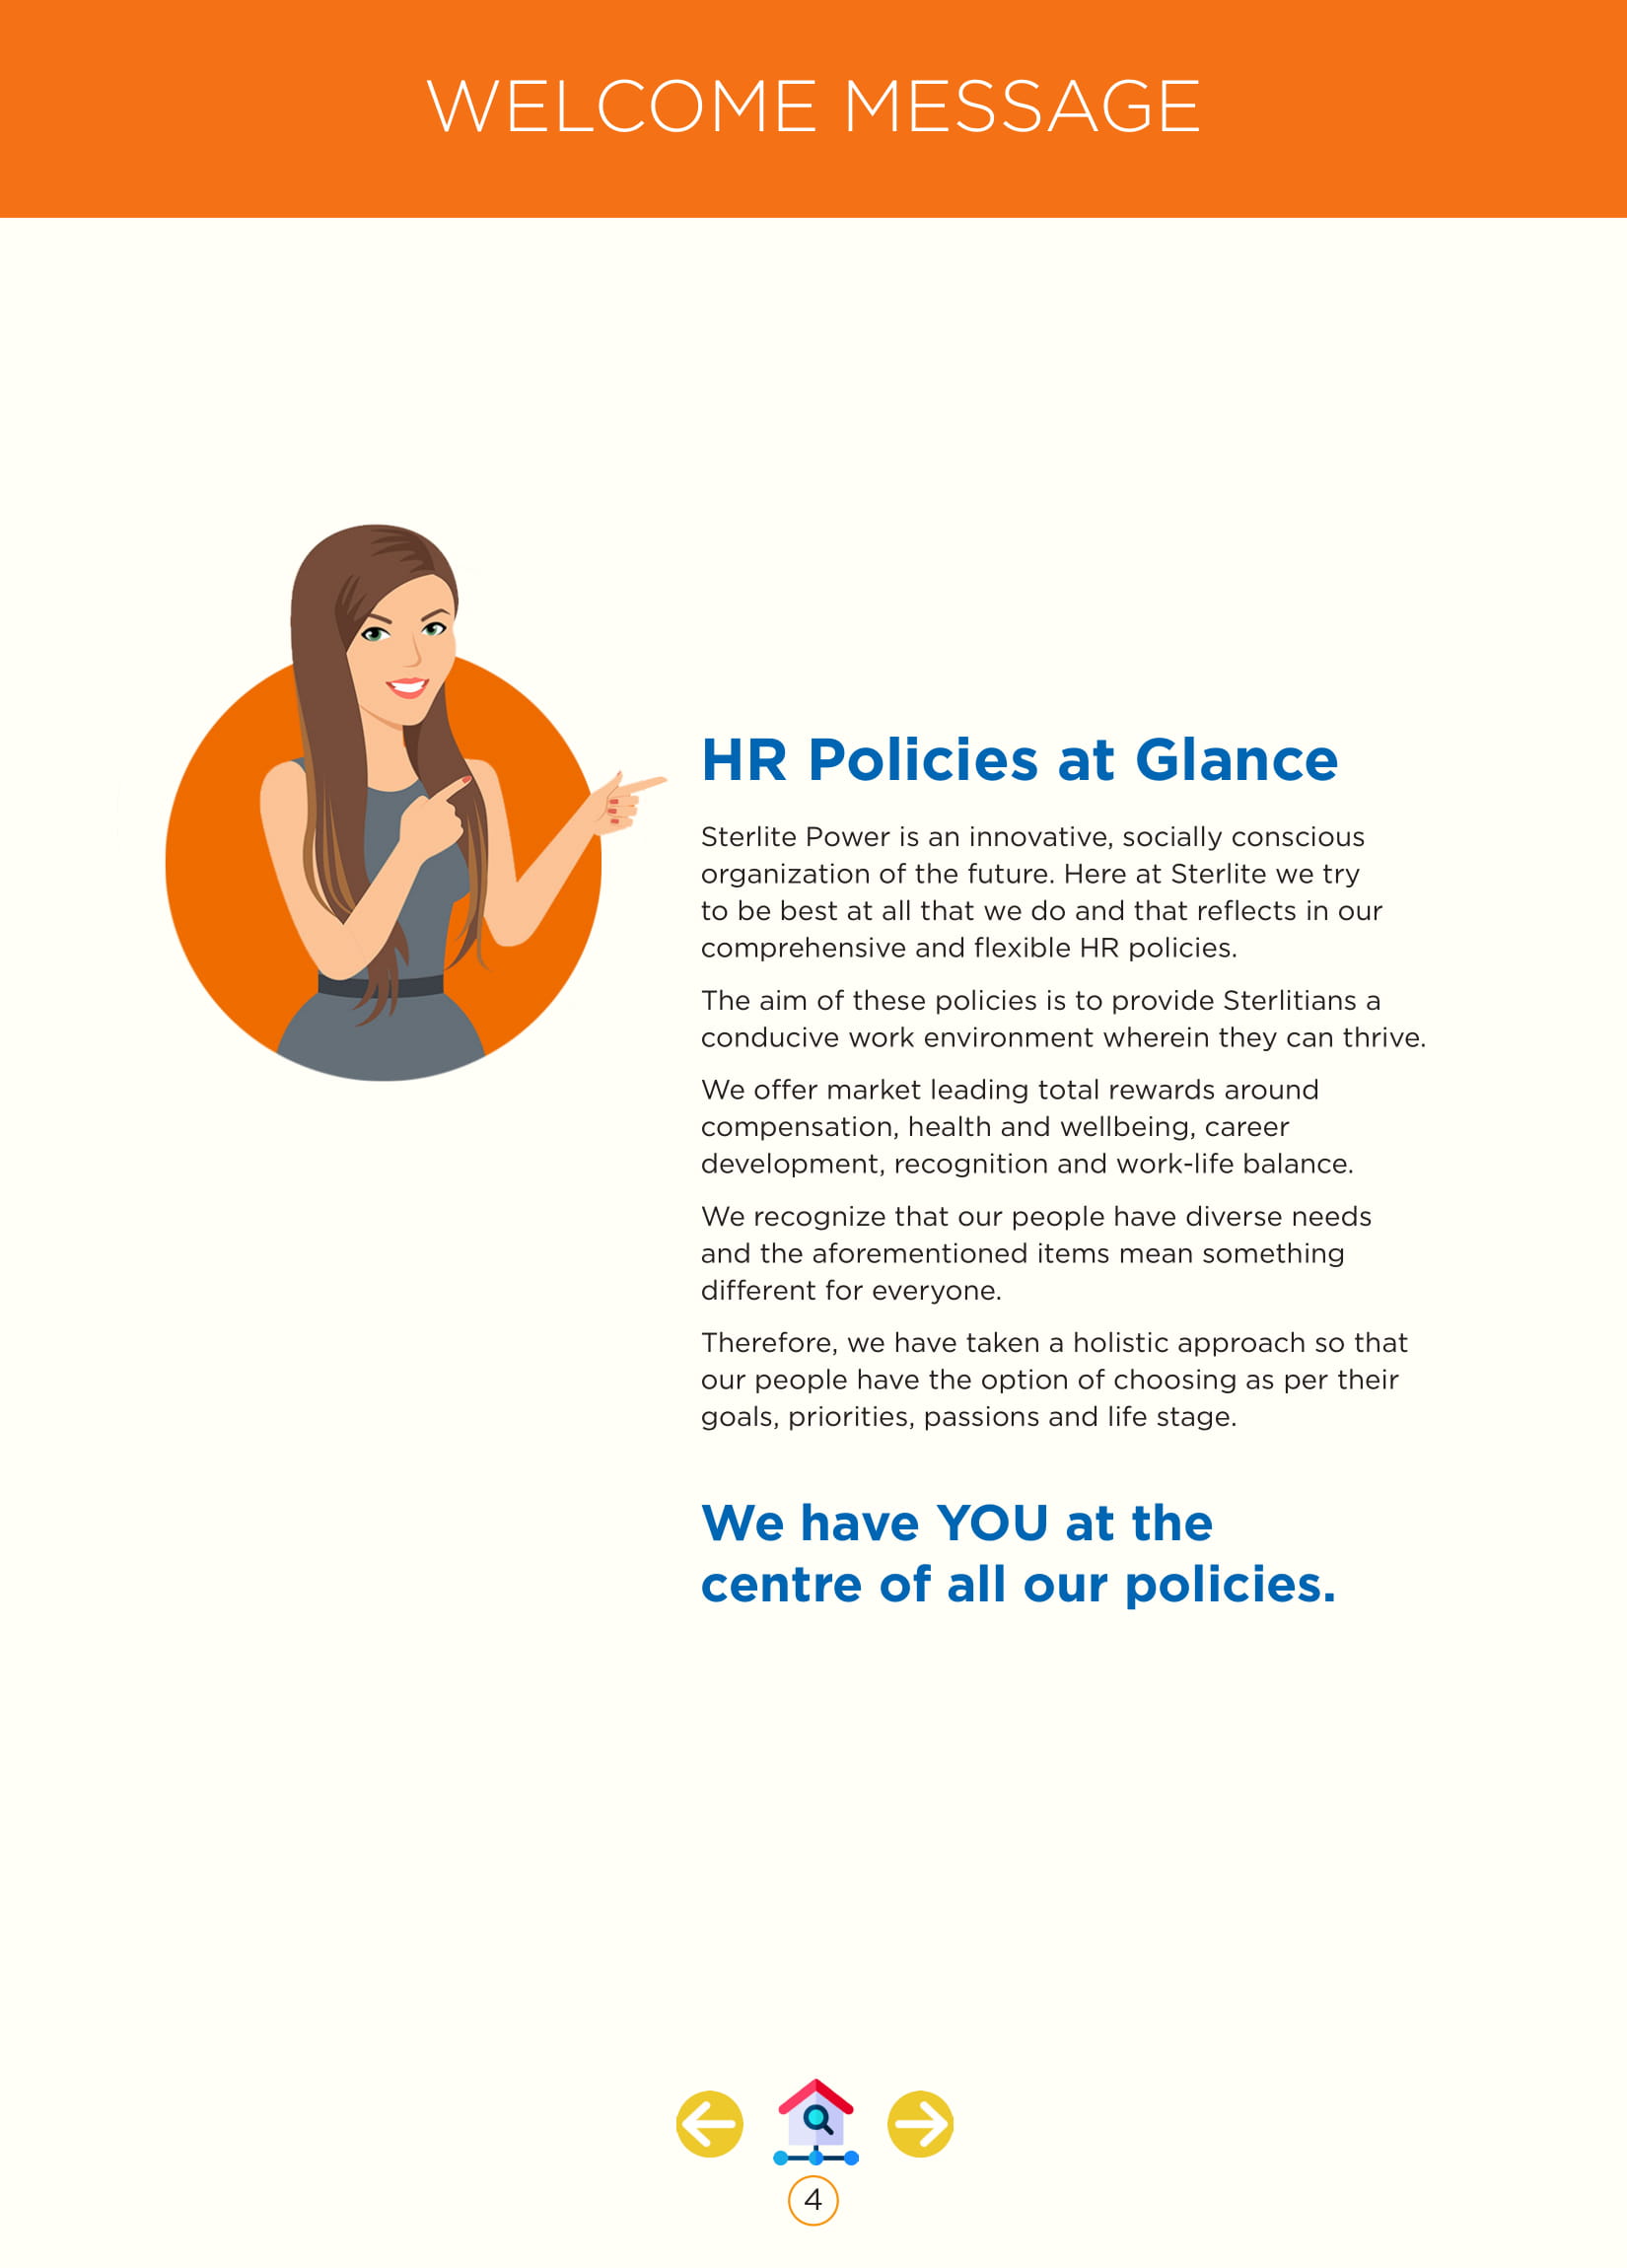 WELCOME MESSAGE
HR Policies at Glance
Sterlite Power is an innovative, socially conscious
organization of the future. Here at Sterlite we try
to be best at all that we do and that reflects in our
comprehensive and flexible HR policies.
The aim of these policies is to provide Sterlitians a
conducive work environment wherein they can thrive.
We offer market leading total rewards around
compensation, health and wellbeing, career
development, recognition and work-life balance.
We recognize that our people have diverse needs
and the aforementioned items mean something
different for everyone.
Therefore, we have taken a holistic approach so that
our people have the option of choosing as per their
goals, priorities, passions and life stage.
We have YOU at the
centre of all our policies.
4